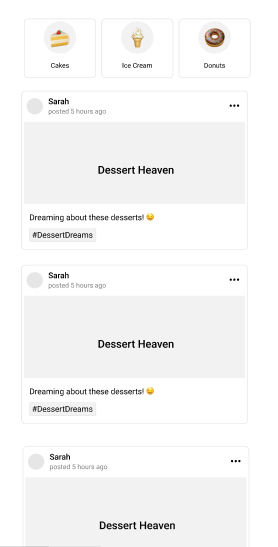 Cakes
Ice Cream
Donuts
Sarah
posted 5 hours ago
Dessert Heaven
Dreaming about these desserts! 😋
#DessertDreams
Sarah
posted 5 hours ago
Dessert Heaven
Dreaming about these desserts! 😋
#DessertDreams
Sarah
posted 5 hours ago
Dessert Heaven